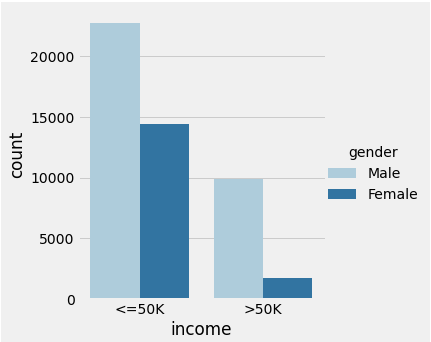 20000
15000
10000
5000
0
count
<=50K
>50K
income
gender
Male
Female